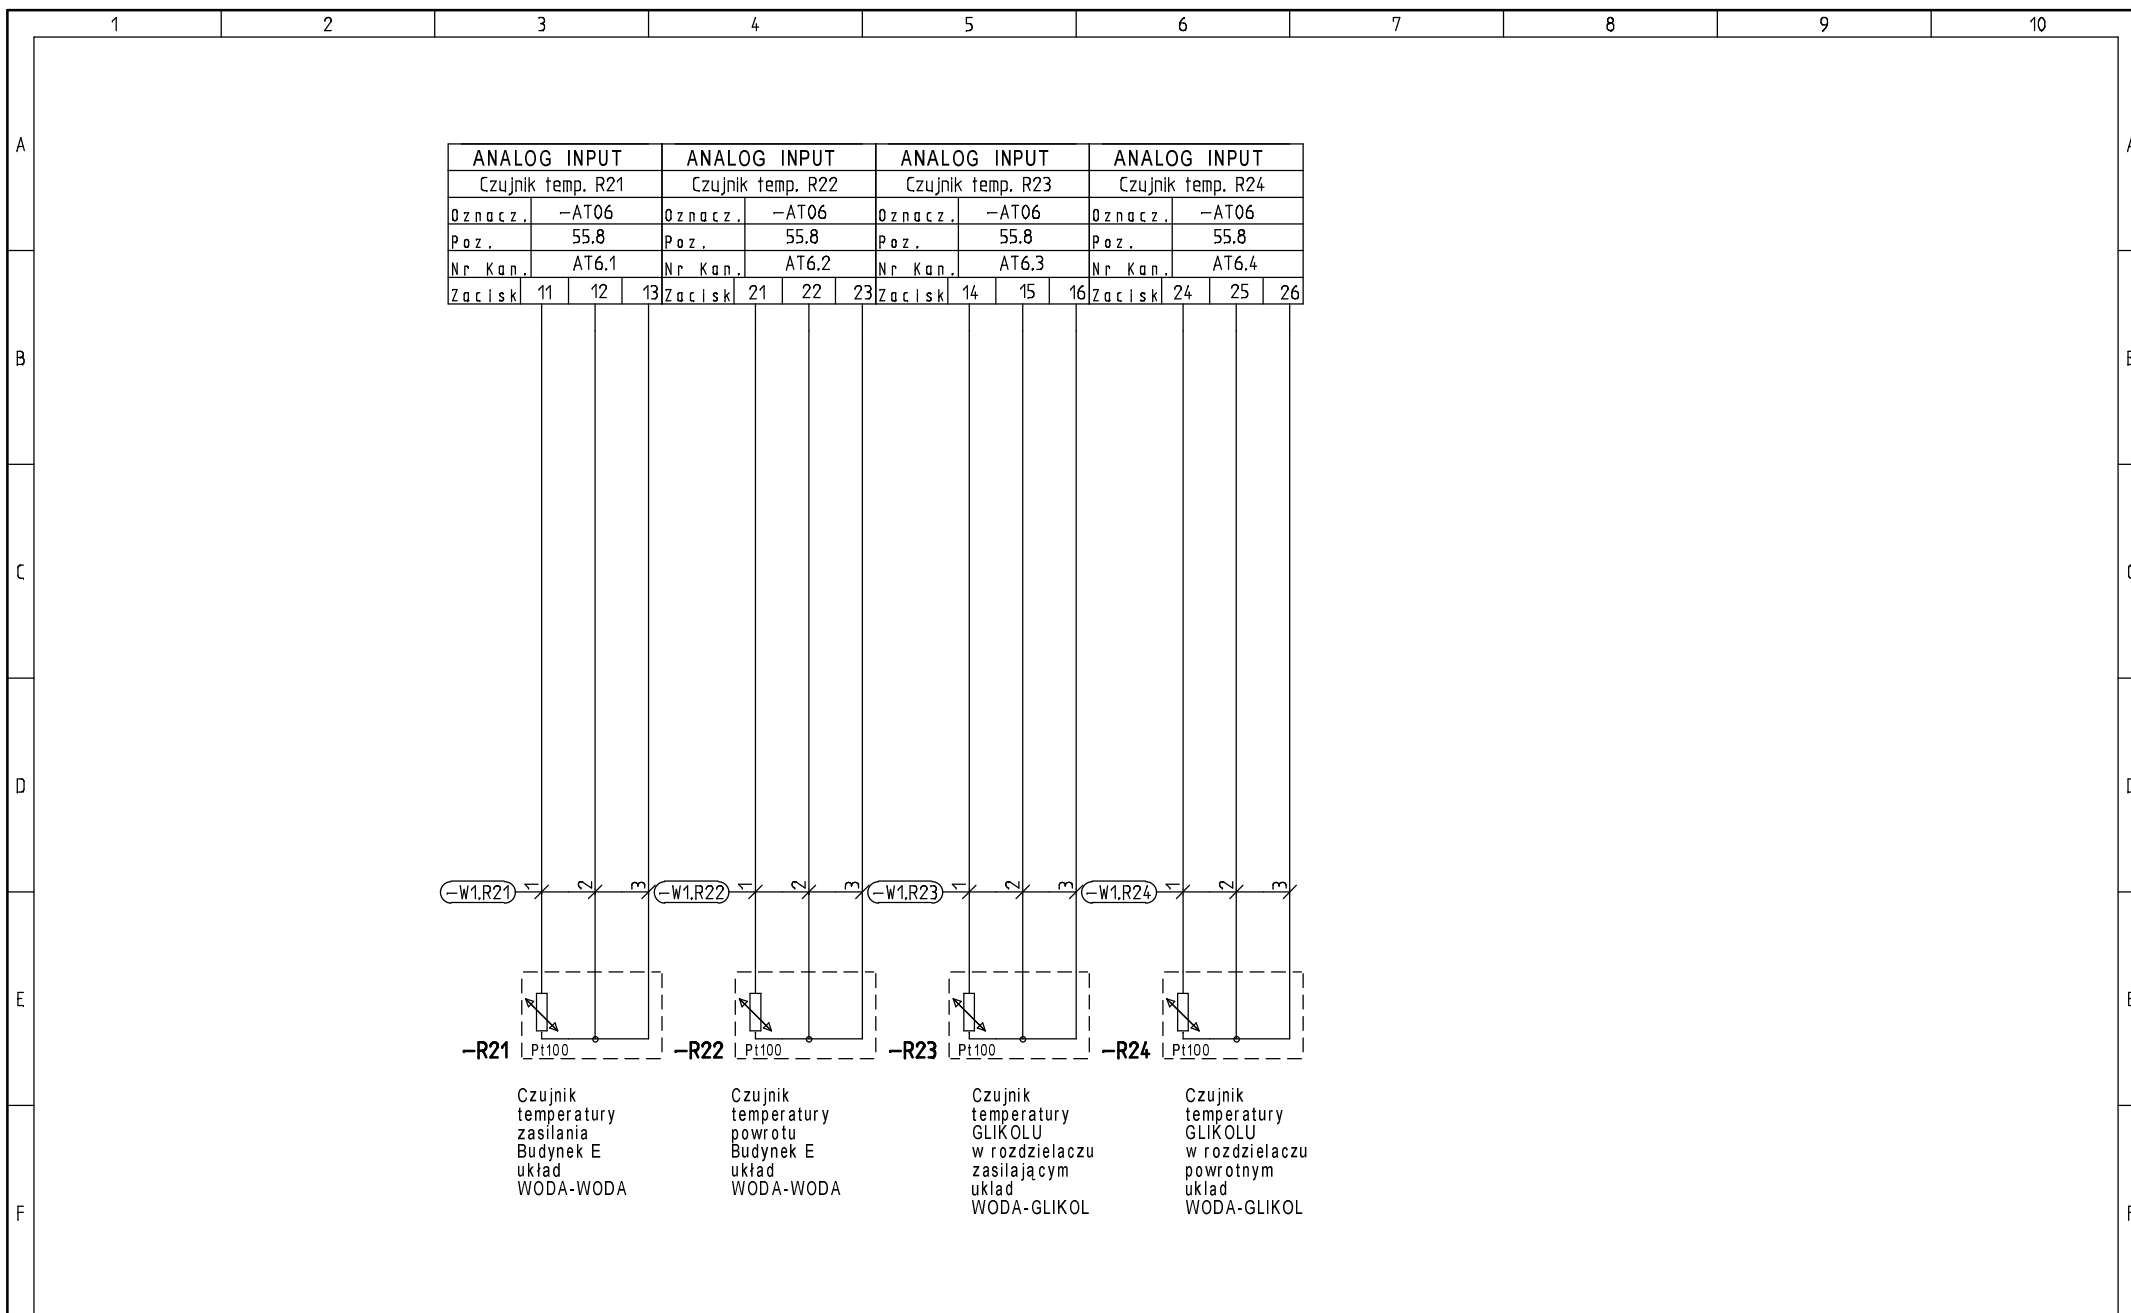 1 2 3 4 5 6 7 8 9 10
A A
ANALOG INPUT ANALOG INPUT ANALOG INPUT ANALOG INPUT
Czujnik temp. R21 Czujnik temp. R22 Czujnik temp. R23 Czujnik temp. R24
Oznacz. -AT06 Oznacz. -AT06 Oznacz. -AT06 Oznacz. -AT06
Poz. 55.8 Poz. 55.8 Poz. 55.8 Poz. 55.8
Nr Kan. AT6.1 Nr Kan. AT6.2 Nr Kan. AT6.3 Nr Kan. AT6.4
Zacisk 11 12 13 Zacisk 21 22 23 Zacisk 14 15 16 Zacisk 24 25 26
B
C
D
-W1.R21 1 2 3 -W1.R22 1 2 3 -W1.R23 1 2 3 -W1.R24 1 2 3
E
-R21 Pt100 -R22 Pt100 -R23 Pt100 -R24 Pt100
Czujnik
temperatury
zasilania
Budynek E
układ
WODA-WODA
Czujnik
temperatury
powrotu
Budynek E
układ
WODA-WODA
Czujnik
temperatury
GLIKOLU
w rozdzielaczu
zasilającym
uklad
WODA-GLIKOL
Czujnik
temperatury
GLIKOLU
w rozdzielaczu
powrotnym
uklad
WODA-GLIKOL
F